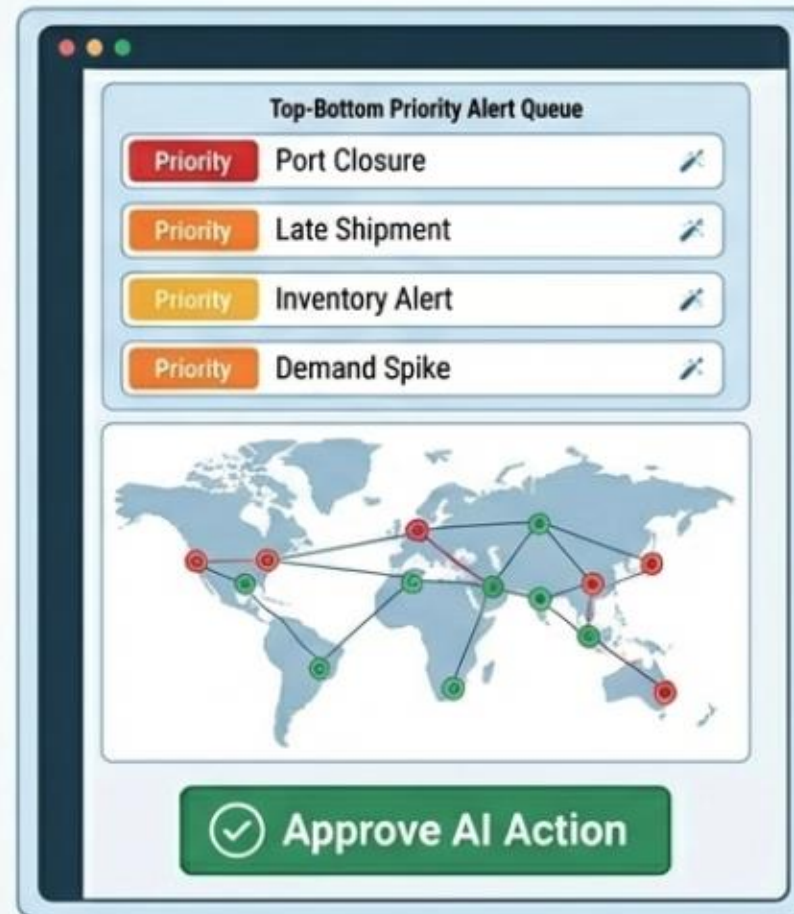 Top-Bottom Priority Alert Queue
Priority Port Closure
Priority Late Shipment
Priority Inventory Alert
Priority Demand Spike
Approve AI Action